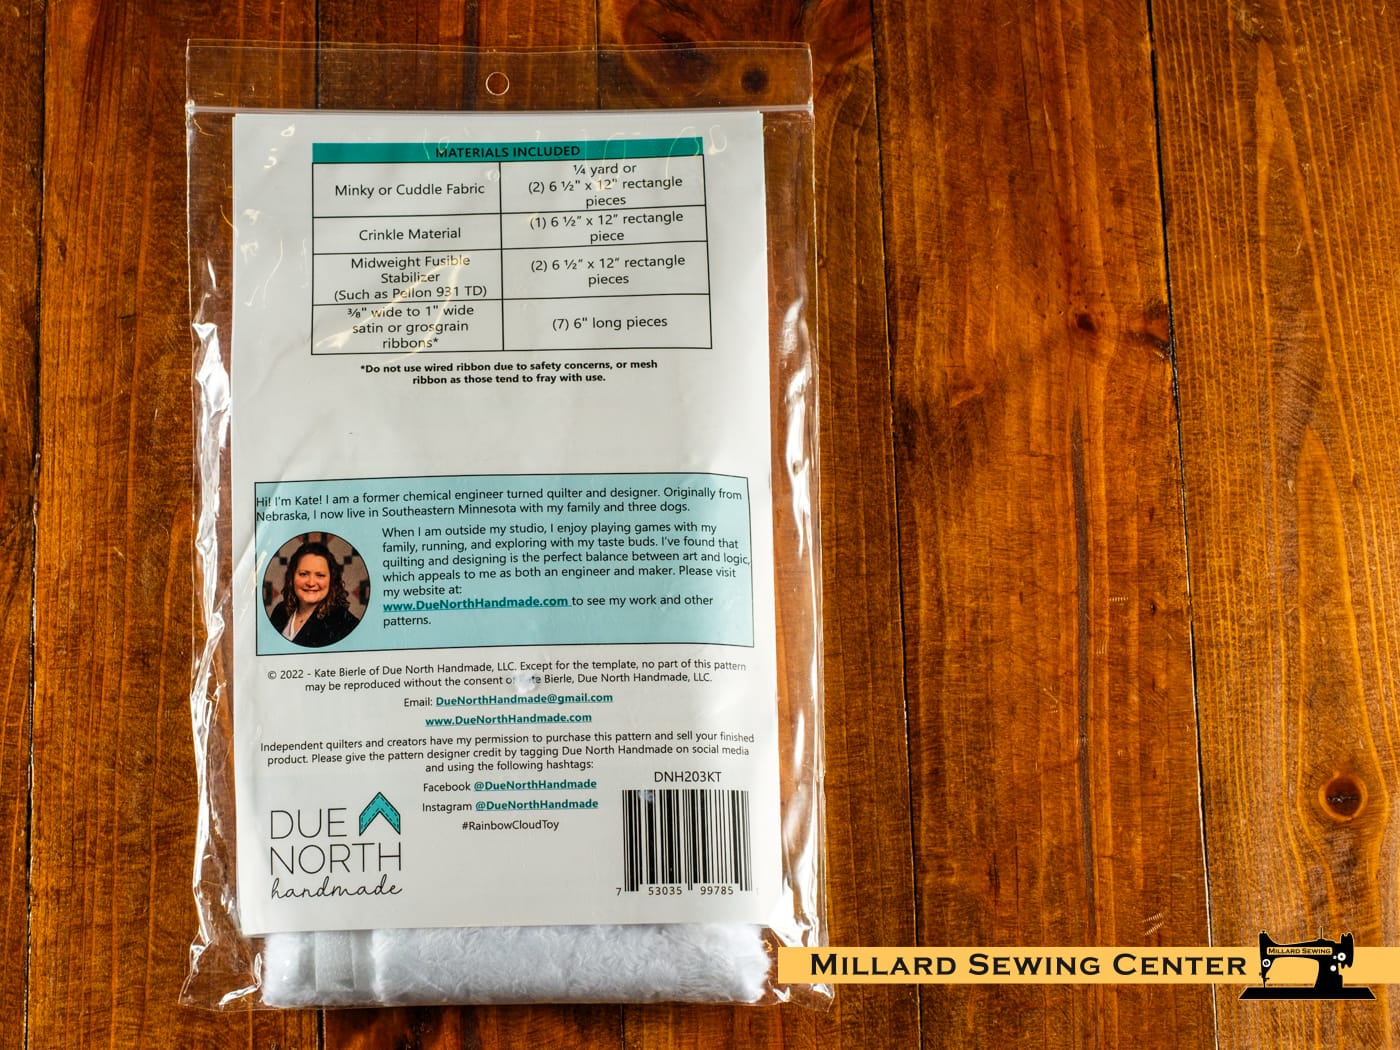 MATERIALS INCLUDED
Minky or Cuddle Fabric
¼ yard or
(2) 6 ½" x 12" rectangle
pieces
Crinkle Material
(1) 6 ½" x 12" rectangle
piece
Midweight Fusible
Stabilizer
(Such as Pellon 931 TD)
(2) 6 ½" x 12" rectangle
pieces
⅜" wide to 1" wide
satin or grosgrain
ribbons*
(7) 6" long pieces
*Do not use wired ribbon due to safety concerns, or mesh
ribbon as those tend to fray with use.
Hi! I'm Kate! I am a former chemical engineer turned quilter and designer. Originally from
Nebraska, I now live in Southeastern Minnesota with my family and three dogs.
When I am outside my studio, I enjoy playing games with my
family, running, and exploring with my taste buds. I've found that
quilting and designing is the perfect balance between art and logic,
which appeals to me as both an engineer and maker. Please visit
my website at:
www.DueNorthHandmade.com to see my work and other
patterns.
© 2022 - Kate Bierle of Due North Handmade, LLC. Except for the template, no part of this pattern
may be reproduced without the consent of Kate Bierle, Due North Handmade, LLC.
Email: DueNorthHandmade@gmail.com
www.DueNorthHandmade.com
Independent quilters and creators have my permission to purchase this pattern and sell your finished
product. Please give the pattern designer credit by tagging Due North Handmade on social media
and using the following hashtags:
Facebook @DueNorthHandmade
Instagram @DueNorthHandmade
#RainbowCloudToy
DUE
NORTH
handmade
DNH203KT
7 53035 99785 1
MILLARD SEWING CENTER
MILLARD SEWING